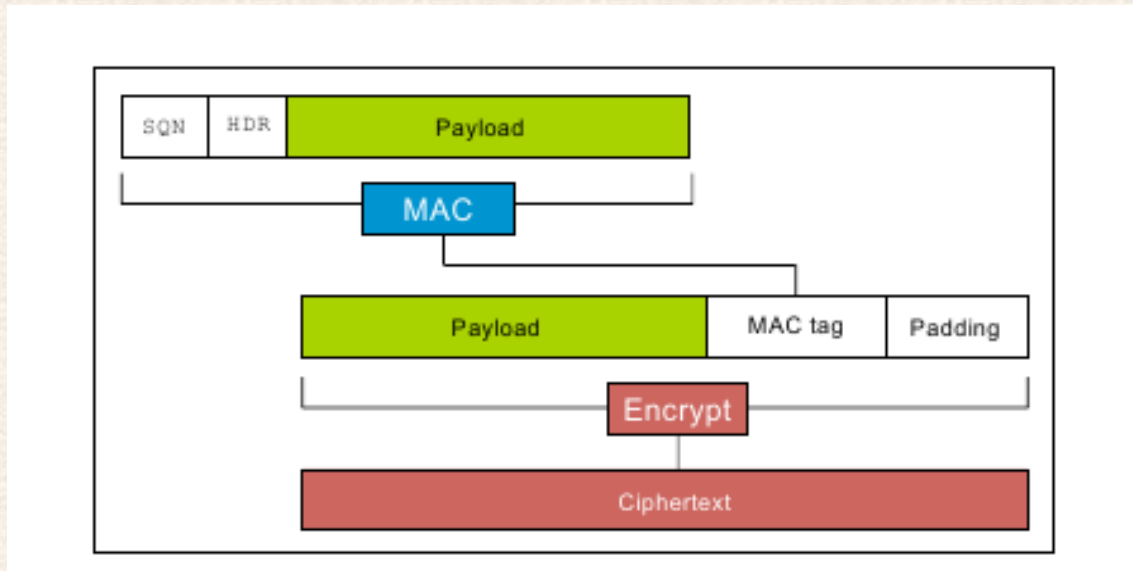 SQN HDR Payload
MAC
Payload MAC tag Padding
Encrypt
Ciphertext